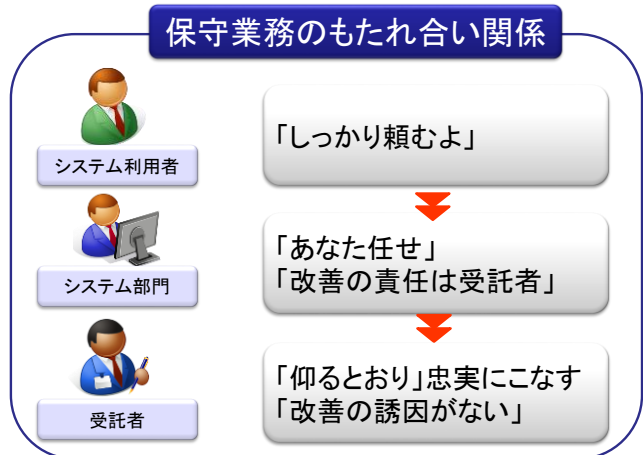 保守業務のもたれ合い関係
システム利用者
「しっかり頼むよ」
システム部門
「あなた任せ」
「改善の責任は受託者」
受託者
「仰るとおり」忠実にこなす
「改善の誘因がない」